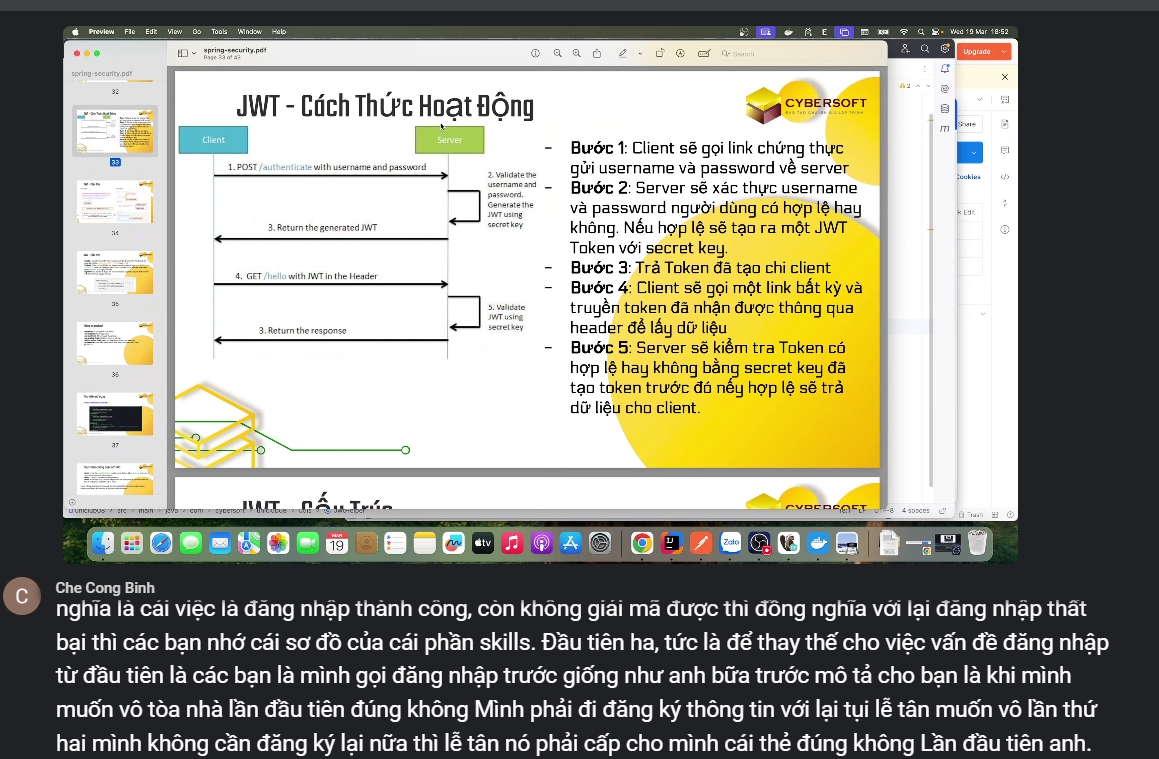 Preview File Edit View Go Tools Window Help
Wed 19 Mar 18:52
spring-security.pdf
Page 33 of 43
Search
Upgrade
spring-security.pdf
32
33
34
35
36
37
JWT - Cách Thức Hoạt Động
CYBERSOFT
ĐÀO TẠO CHUYÊN GIA LẬP TRÌNH
Client
Server
1. POST /authenticate with username and password
2. Validate the
username and
password.
Generate the
JWT using
secret key
3. Return the generated JWT
4. GET /hello with JWT in the Header
5. Validate
JWT using
secret key
3. Return the response
- Bước 1: Client sẽ gọi link chứng thực
gửi username và password về server
- Bước 2: Server sẽ xác thực username
và password người dùng có hợp lệ hay
không. Nếu hợp lệ sẽ tạo ra một JWT
Token với secret key.
- Bước 3: Trả Token đã tạo chi client
- Bước 4: Client sẽ gọi một link bất kỳ và
truyền token đã nhận được thông qua
header để lấy dữ liệu
- Bước 5: Server sẽ kiểm tra Token có
hợp lệ hay không bằng secret key đã
tạo token trước đó nếy hợp lệ sẽ trả
dữ liệu cho client.
JWT - Cấu Trúc
CYBERSOFT
2
Share
Cookies
Edit
4 spaces
Trash
MAR
19
tv
Zalo
C
Che Cong Binh
nghĩa là cái việc là đăng nhập thành công, còn không giải mã được thì đồng nghĩa với lại đăng nhập thất
bại thì các bạn nhớ cái sơ đồ của cái phần skills. Đầu tiên ha, tức là để thay thế cho việc vấn đề đăng nhập
từ đầu tiên là các bạn là mình gọi đăng nhập trước giống như anh bữa trước mô tả cho bạn là khi mình
muốn vô tòa nhà lần đầu tiên đúng không Mình phải đi đăng ký thông tin với lại tụi lễ tân muốn vô lần thứ
hai mình không cần đăng ký lại nữa thì lễ tân nó phải cấp cho mình cái thẻ đúng không Lần đầu tiên anh.